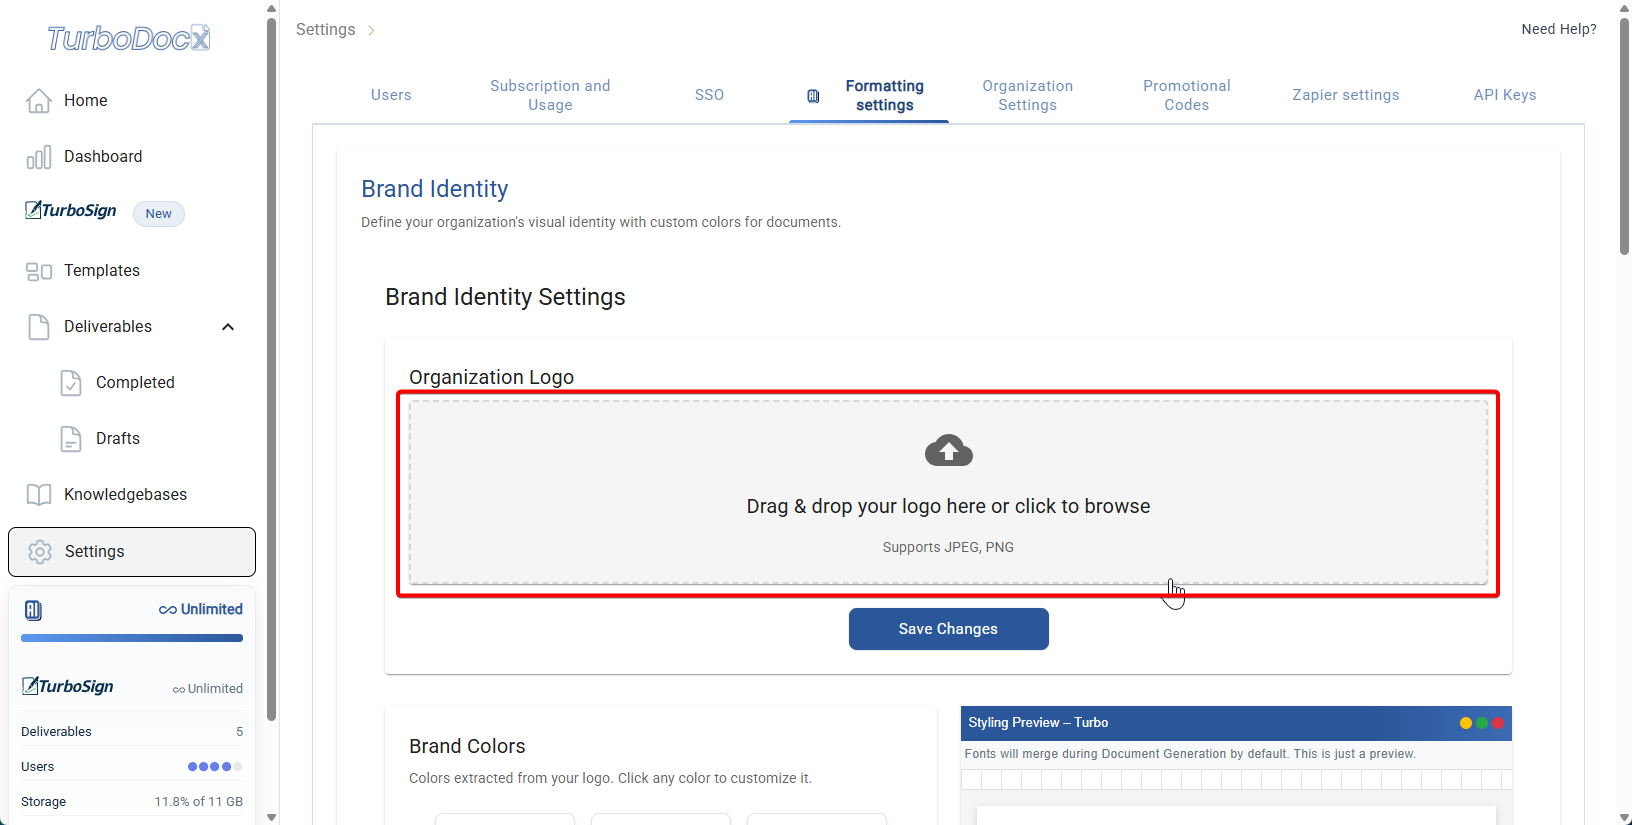 TurboDocX
Home
Dashboard
TurboSign
New
Templates
Deliverables
Completed
Drafts
Knowledgebases
Settings
Unlimited
TurboSign
Unlimited
Deliverables 5
Users
Storage 11.8% of 11 GB
Settings
Need Help?
Users
Subscription and
Usage
SSO
Formatting
settings
Organization
Settings
Promotional
Codes
Zapier settings
API Keys
Brand Identity
Define your organization's visual identity with custom colors for documents.
Brand Identity Settings
Organization Logo
Drag & drop your logo here or click to browse
Supports JPEG, PNG
Save Changes
Brand Colors
Colors extracted from your logo. Click any color to customize it.
Styling Preview – Turbo
Fonts will merge during Document Generation by default. This is just a preview.